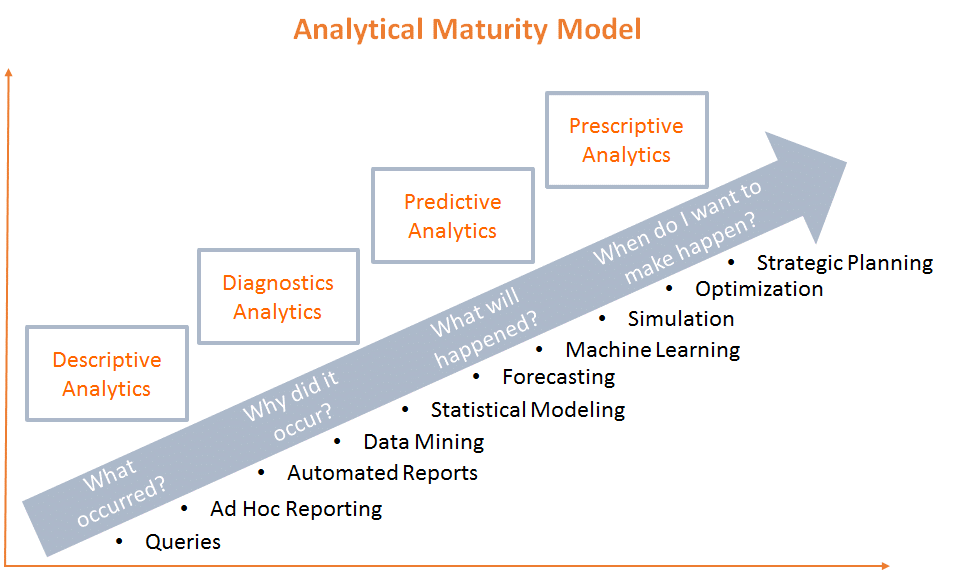 Analytical Maturity Model
Prescriptive
Analytics
Predictive
Analytics
Diagnostics
Analytics
Descriptive
Analytics
What
occurred?
Why did it
occur?
What will
happened?
When do I want to
make happen?
• Strategic Planning
• Optimization
• Simulation
• Machine Learning
• Forecasting
• Statistical Modeling
• Data Mining
• Automated Reports
• Ad Hoc Reporting
• Queries